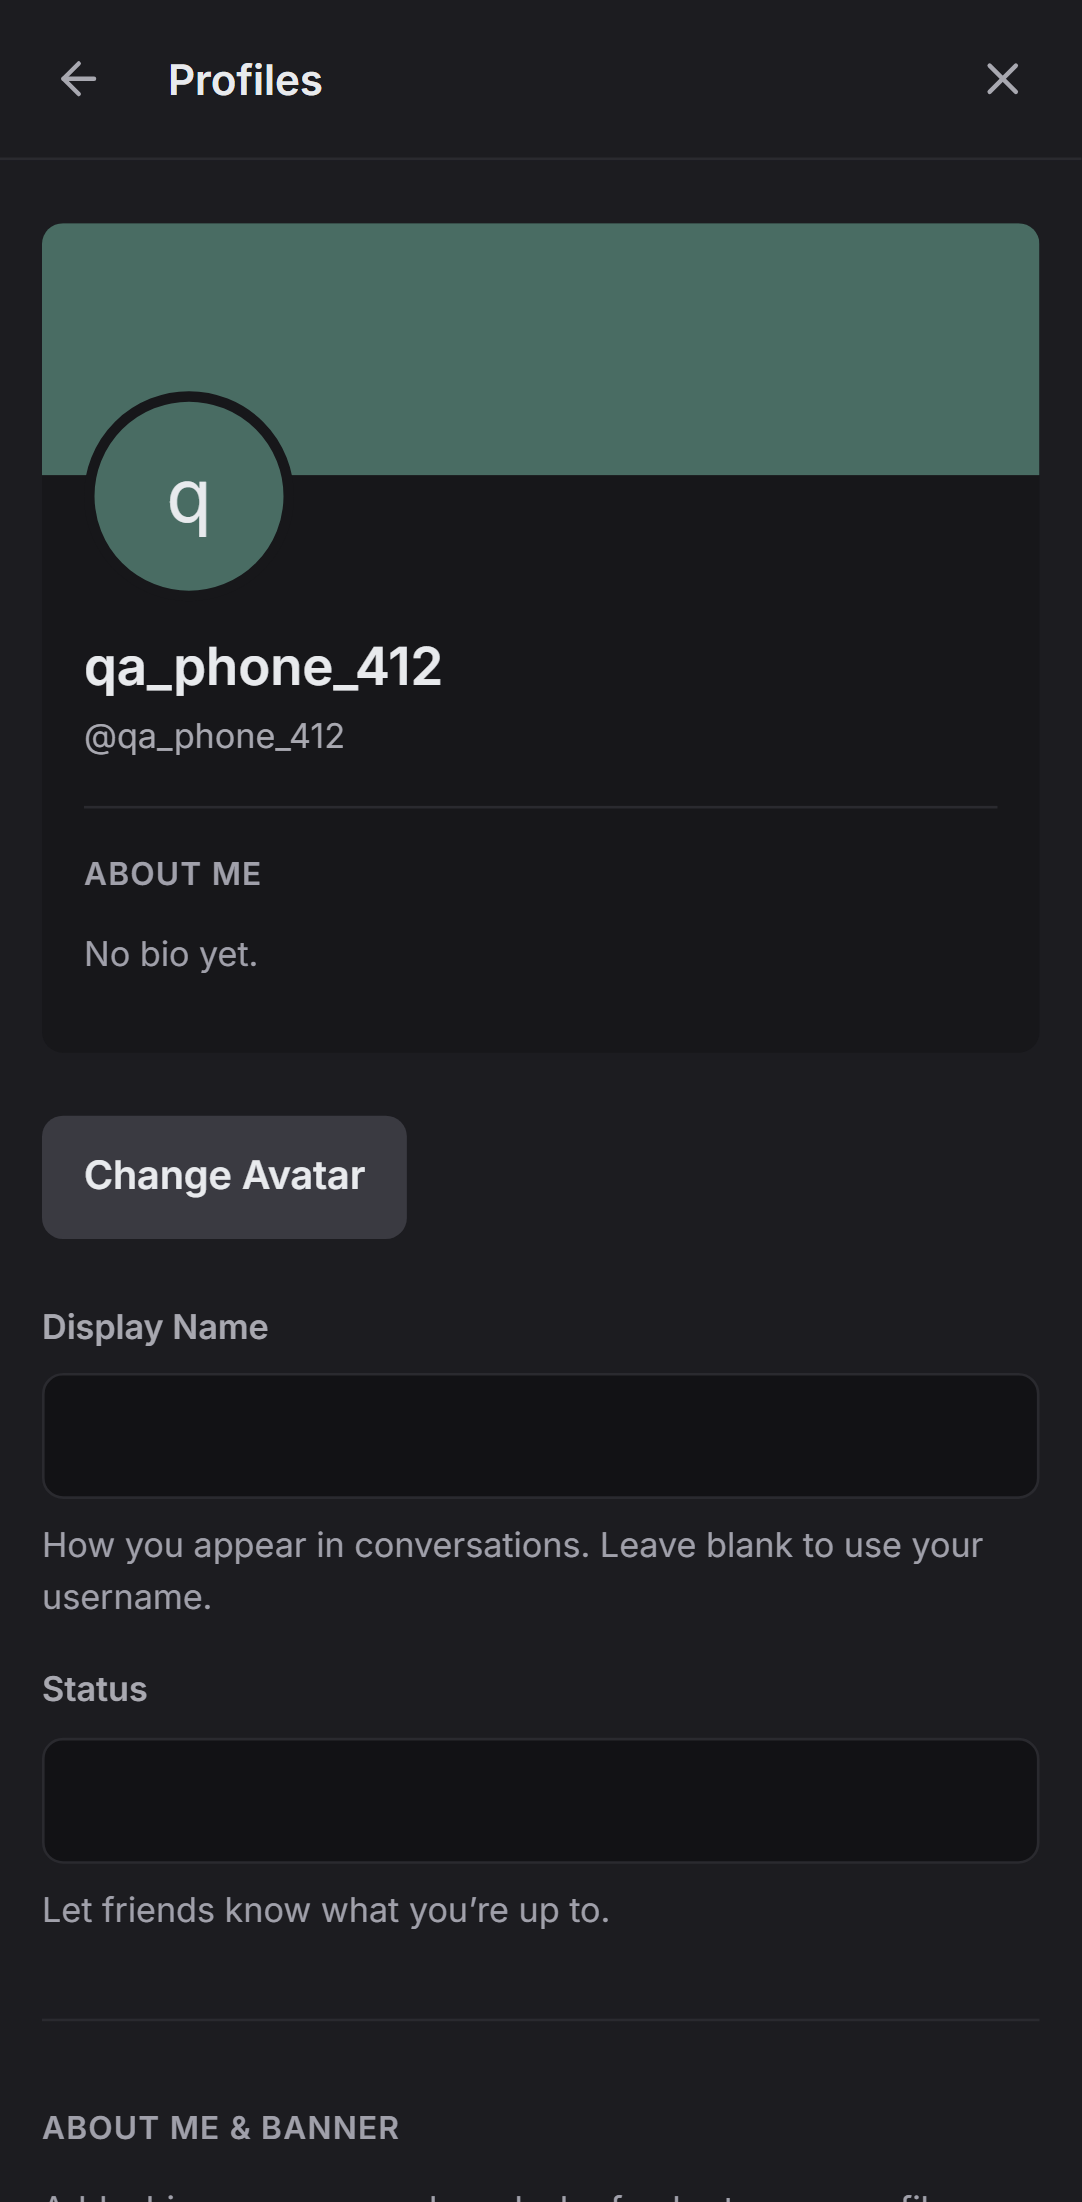 Profiles
q
qa_phone_412
@qa_phone_412
ABOUT ME
No bio yet.
Change Avatar
Display Name
How you appear in conversations. Leave blank to use your
username.
Status
Let friends know what you’re up to.
ABOUT ME & BANNER